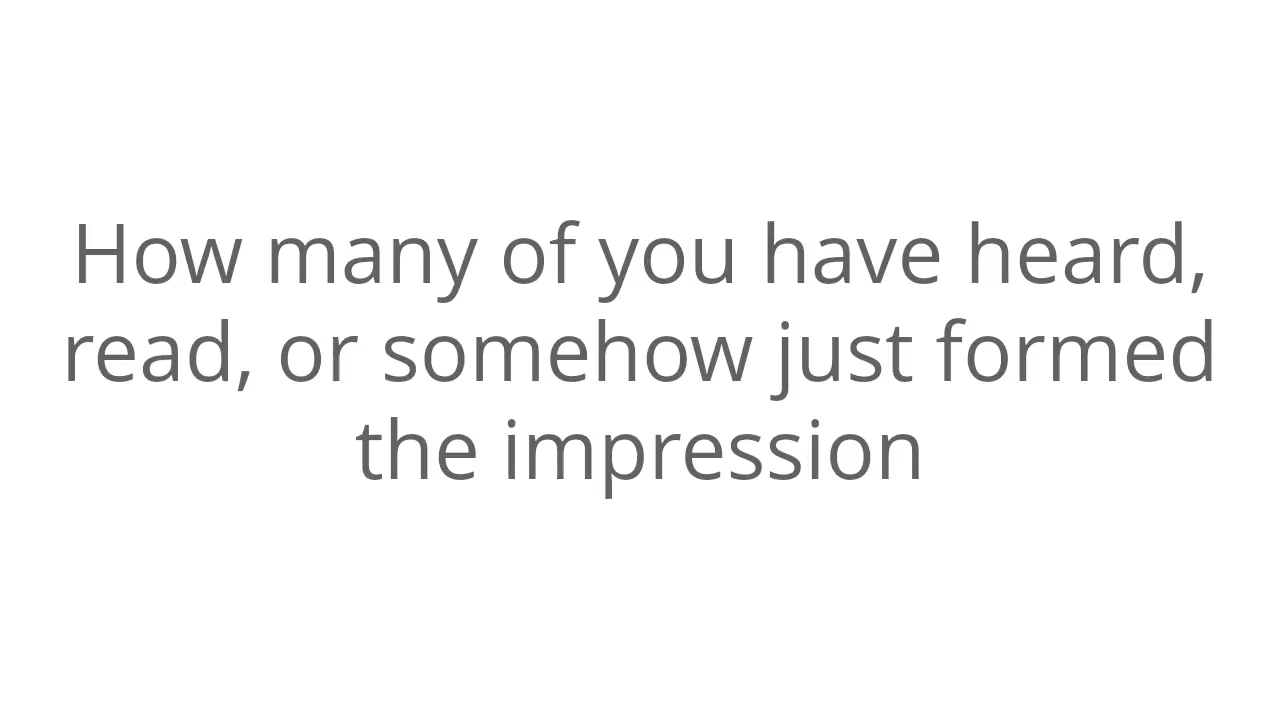 How many of you have heard,
read, or somehow just formed
the impression